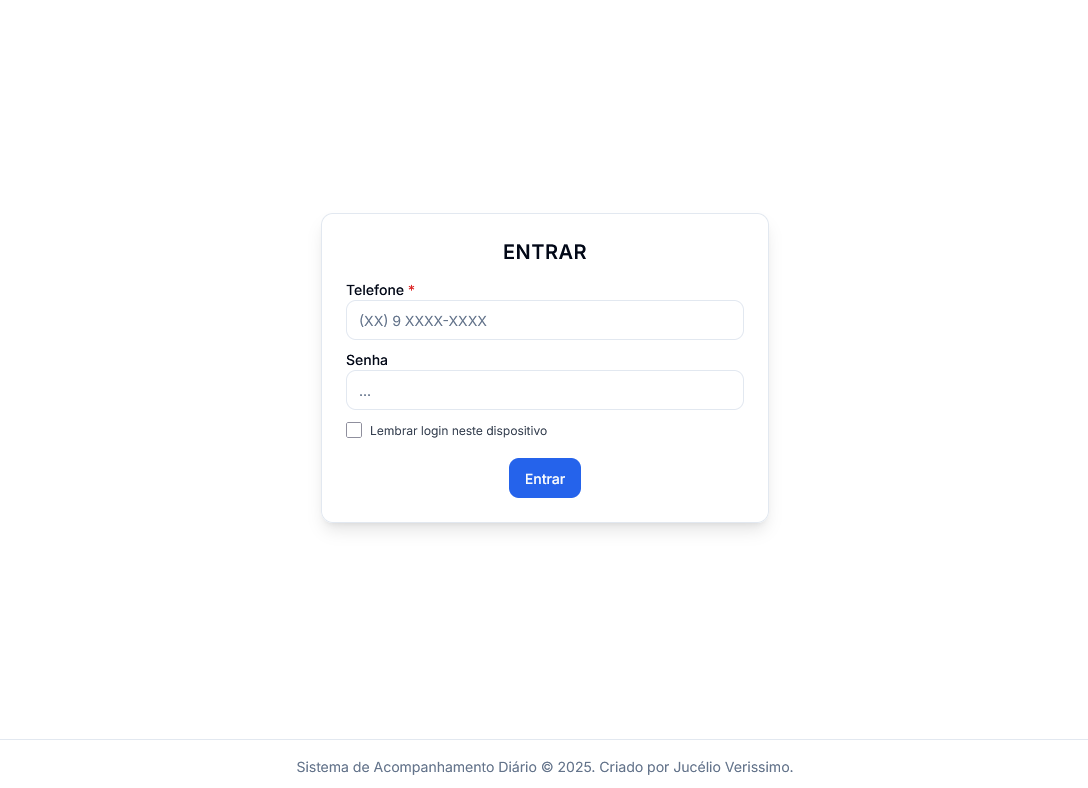 ENTRAR
Telefone *
(XX) 9 XXXX-XXXX
Senha
...
Lembrar login neste dispositivo
Entrar
Sistema de Acompanhamento Diário © 2025. Criado por Jucélio Verissimo.